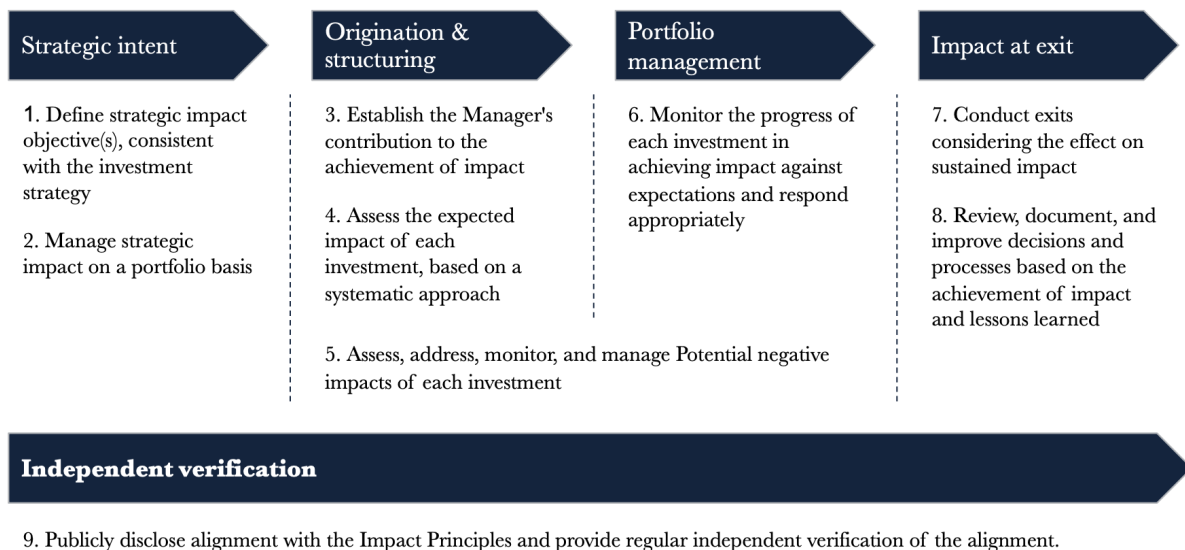 Strategic intent
1. Define strategic impact
objective(s), consistent
with the investment
strategy
2. Manage strategic
impact on a portfolio basis
Origination &
structuring
3. Establish the Manager's
contribution to the
achievement of impact
4. Assess the expected
impact of each
investment, based on a
systematic approach
Portfolio
management
6. Monitor the progress of
each investment in
achieving impact against
expectations and respond
appropriately
5. Assess, address, monitor, and manage Potential negative
impacts of each investment
Impact at exit
7. Conduct exits
considering the effect on
sustained impact
8. Review, document, and
improve decisions and
processes based on the
achievement of impact
and lessons learned
Independent verification
9. Publicly disclose alignment with the Impact Principles and provide regular independent verification of the alignment.